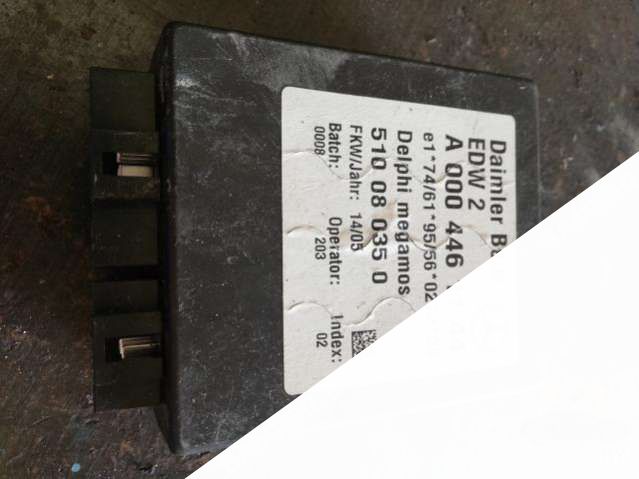 Daimler
EDW 2
A 000 446
e1*74/61*95/56*02
Delphi megamos
510 08 035 0
FKW/Jahr: 14/05
Batch: Operator: Index:
0008 203 02